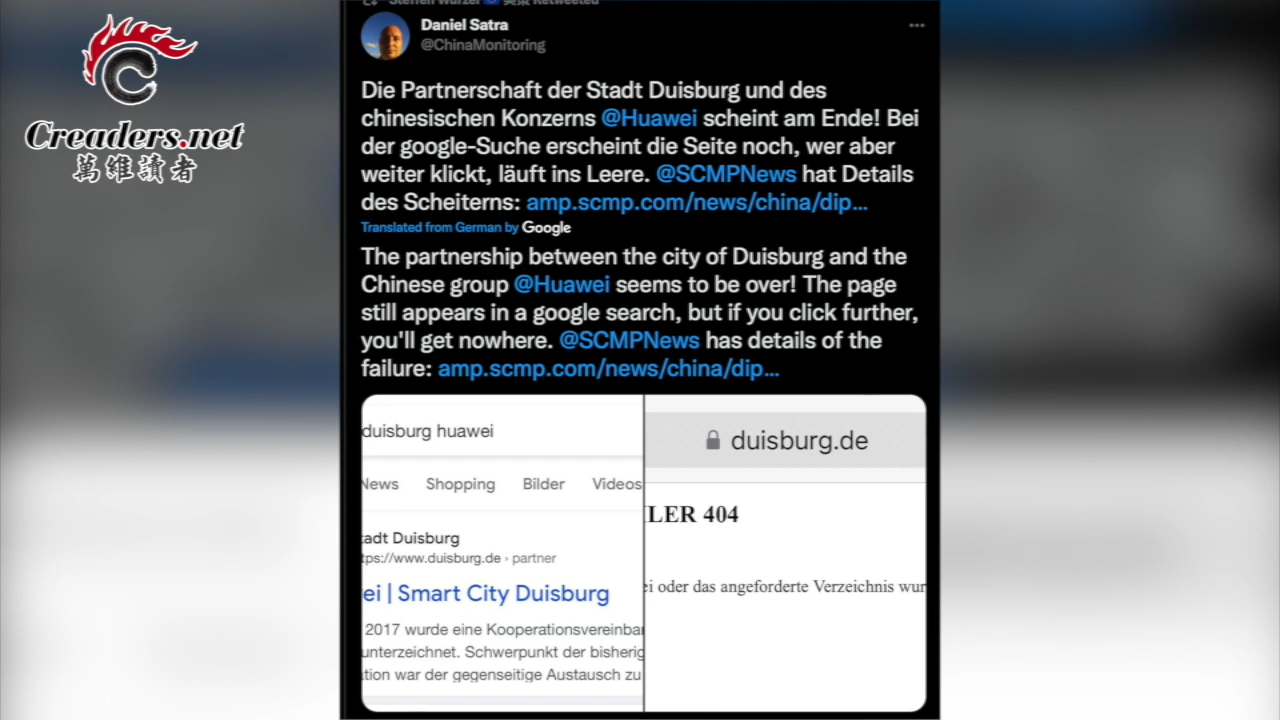 Creaders.net
萬維讀者
Daniel Satra
@ChinaMonitoring
Die Partnerschaft der Stadt Duisburg und des
chinesischen Konzerns @Huawei scheint am Ende! Bei
der google-Suche erscheint die Seite noch, wer aber
weiter klickt, läuft ins Leere. @SCMPNews hat Details
des Scheiterns: amp.scmp.com/news/china/dip...
Translated from German by Google
The partnership between the city of Duisburg and the
Chinese group @Huawei seems to be over! The page
still appears in a google search, but if you click further,
you'll get nowhere. @SCMPNews has details of the
failure: amp.scmp.com/news/china/dip...
duisburg huawei
News Shopping Bilder Videos
tadt Duisburg
tps://www.duisburg.de › partner
ei | Smart City Duisburg
2017 wurde eine Kooperationsvereinbar
unterzeichnet. Schwerpunkt der bisherig
tion war der gegenseitige Austausch zu
duisburg.de
LER 404
ei oder das angeforderte Verzeichnis wur